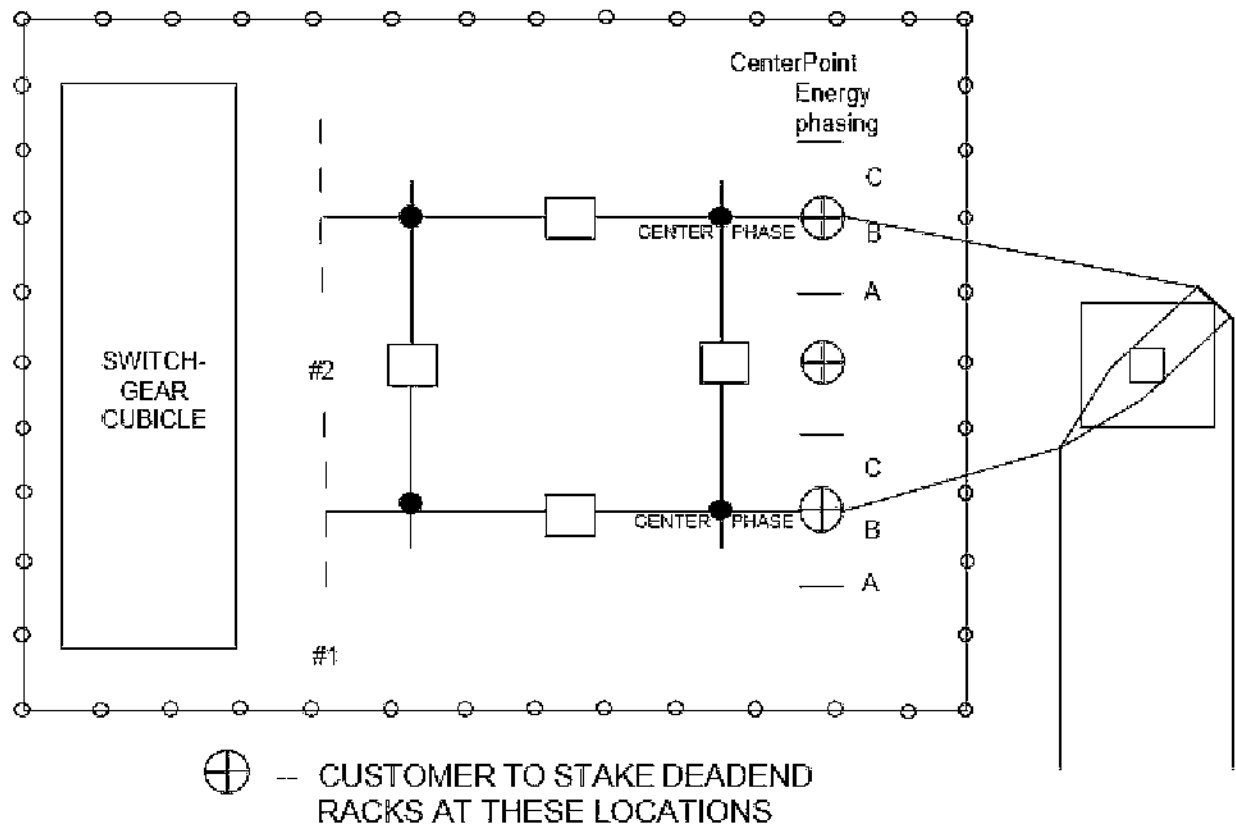 CenterPoint
Energy
phasing
C
CENTER PHASE
B
A
SWITCH-
GEAR
CUBICLE
#2
C
CENTER PHASE
B
A
#1
-- CUSTOMER TO STAKE DEADEND
RACKS AT THESE LOCATIONS